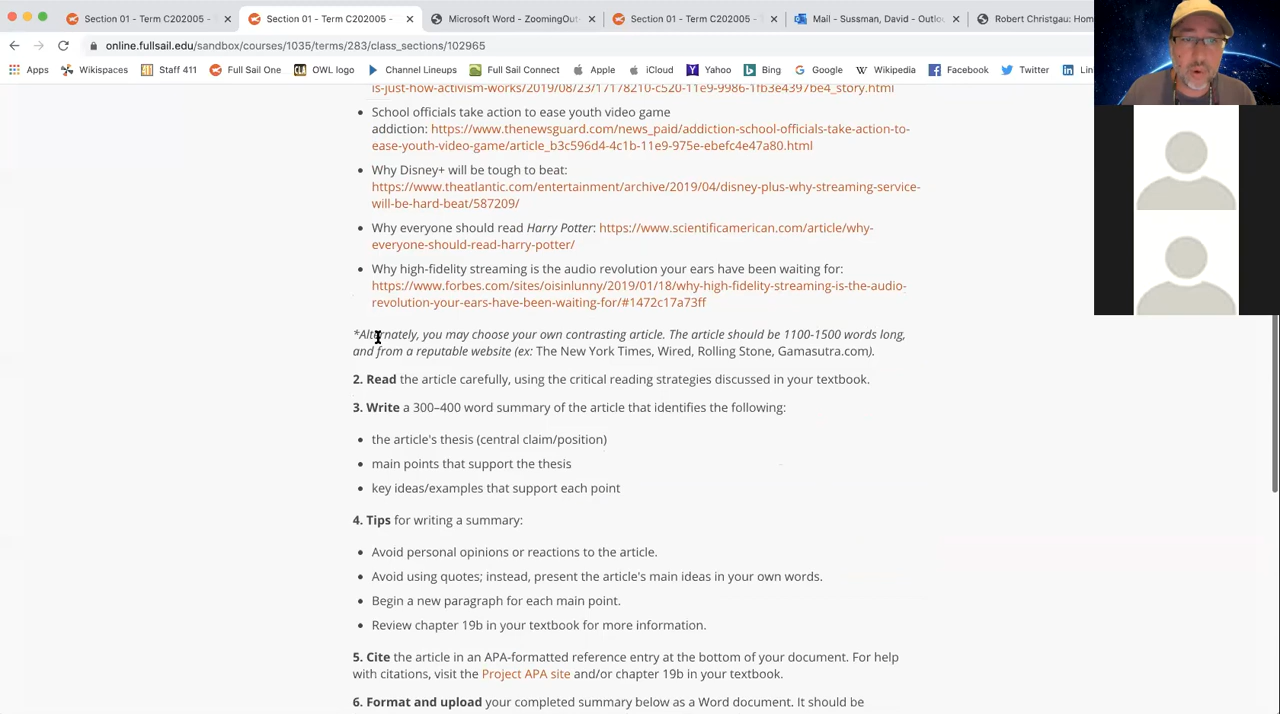 Section 01 - Term C202005 -
Section 01 - Term C202005 -
Microsoft Word - ZoomingOut-
Section 01 - Term C202005 -
Mail - Sussman, David - Outlo
Robert Christgau: Hom
online.fullsail.edu/sandbox/courses/1035/terms/283/class_sections/102965
Apps Wikispaces Staff 411 Full Sail One OWL logo Channel Lineups Full Sail Connect Apple iCloud Yahoo Bing Google Wikipedia Facebook Twitter Lin
is-just-how-activism-works/2019/08/23/17178210-c520-11e9-9986-1fb3e4397be4_story.html
• School officials take action to ease youth video game
addiction: https://www.thenewsguard.com/news_paid/addiction-school-officials-take-action-to-
ease-youth-video-game/article_b3c596d4-4c1b-11e9-975e-ebefc4e47a80.html
• Why Disney+ will be tough to beat:
https://www.theatlantic.com/entertainment/archive/2019/04/disney-plus-why-streaming-service-
will-be-hard-beat/587209/
• Why everyone should read Harry Potter: https://www.scientificamerican.com/article/why-
everyone-should-read-harry-potter/
• Why high-fidelity streaming is the audio revolution your ears have been waiting for:
https://www.forbes.com/sites/oisinlunny/2019/01/18/why-high-fidelity-streaming-is-the-audio-
revolution-your-ears-have-been-waiting-for/#1472c17a73ff
*Alternately, you may choose your own contrasting article. The article should be 1100-1500 words long,
and from a reputable website (ex: The New York Times, Wired, Rolling Stone, Gamasutra.com).
2. Read the article carefully, using the critical reading strategies discussed in your textbook.
3. Write a 300–400 word summary of the article that identifies the following:
• the article's thesis (central claim/position)
• main points that support the thesis
• key ideas/examples that support each point
4. Tips for writing a summary:
• Avoid personal opinions or reactions to the article.
• Avoid using quotes; instead, present the article's main ideas in your own words.
• Begin a new paragraph for each main point.
• Review chapter 19b in your textbook for more information.
5. Cite the article in an APA-formatted reference entry at the bottom of your document. For help
with citations, visit the Project APA site and/or chapter 19b in your textbook.
6. Format and upload your completed summary below as a Word document. It should be